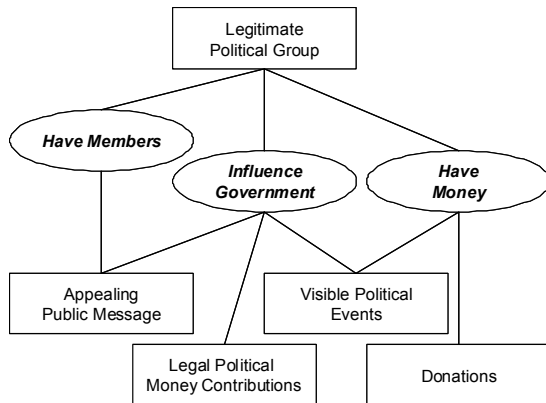 Legitimate
Political Group
Have Members
Influence
Government
Have
Money
Appealing
Public Message
Visible Political
Events
Legal Political
Money Contributions
Donations